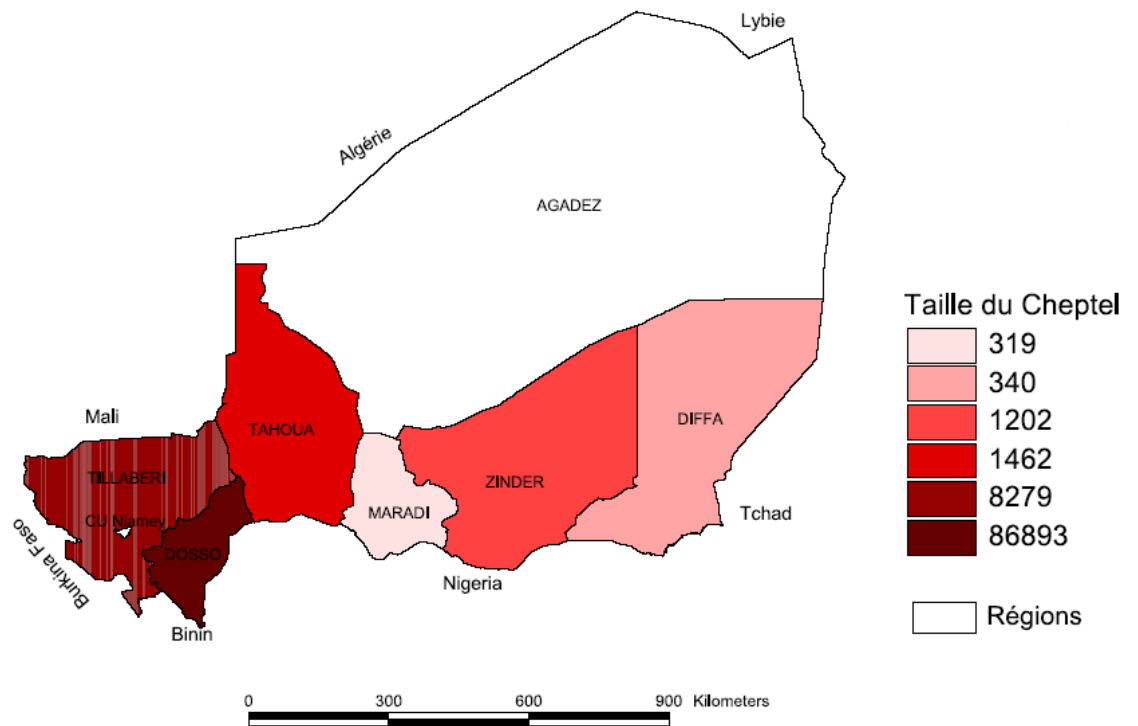 Lybie
Algérie
AGADEZ
Mali
TAHOUA
DIFFA
TILLABERI
ZINDER
MARADI
CU Niamey
Tchad
DOSSO
Burkina Faso
Nigeria
Binin
Taille du Cheptel
319
340
1202
1462
8279
86893
Régions
0 300 600 900 Kilometers